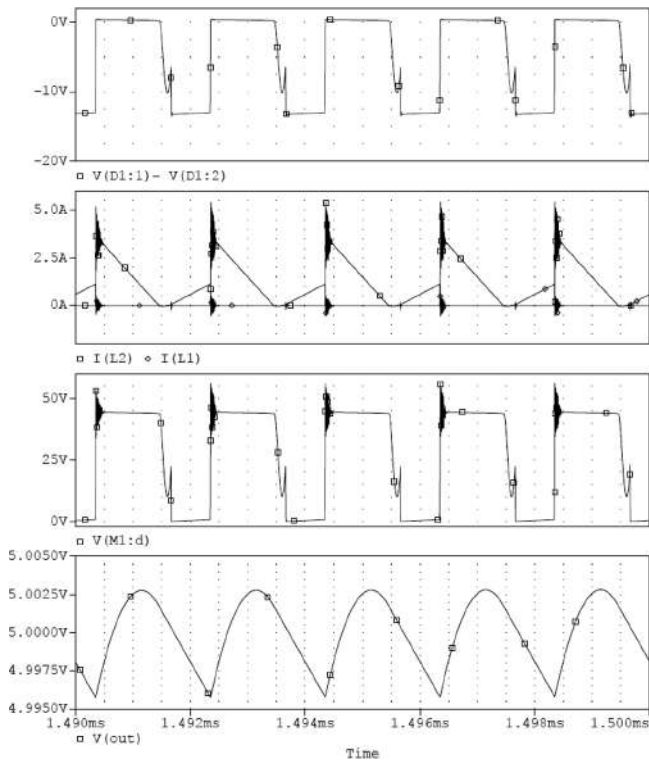 0V
-10V
-20V
V(D1:1)- V(D1:2)
5.0A
2.5A
0A
I(L2) I(L1)
50V
25V
0V
V(M1:d)
5.0050V
5.0025V
5.0000V
4.9975V
4.9950V
1.490ms 1.492ms 1.494ms 1.496ms 1.498ms 1.500ms
V(out)
Time